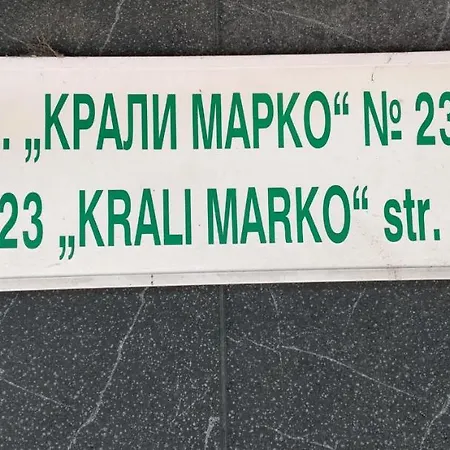 . „КРАЛИ МАРКО“ № 23
23 „KRALI MARKO“ str.